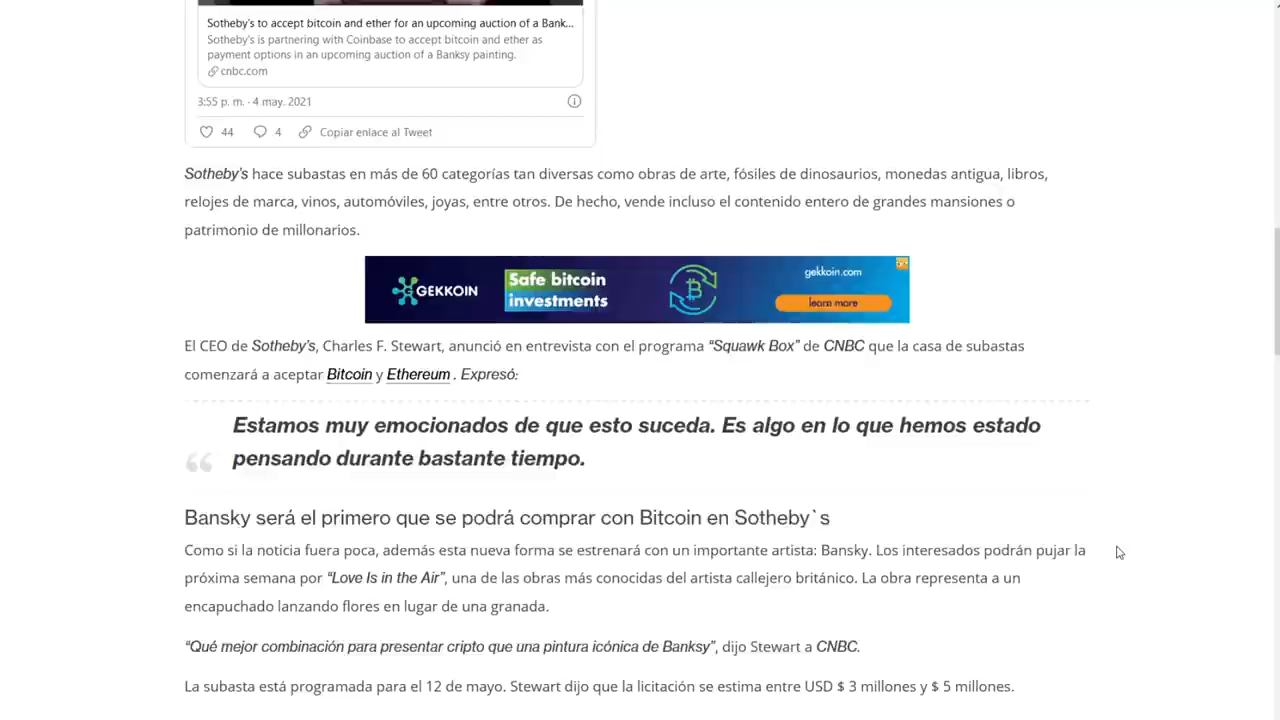 Sotheby's to accept bitcoin and ether for an upcoming auction of a Bank...
Sotheby's is partnering with Coinbase to accept bitcoin and ether as
payment options in an upcoming auction of a Banksy painting.
cnbc.com
3:55 p. m. · 4 may. 2021
44 4 Copiar enlace al Tweet
Sotheby's hace subastas en más de 60 categorías tan diversas como obras de arte, fósiles de dinosaurios, monedas antigua, libros,
relojes de marca, vinos, automóviles, joyas, entre otros. De hecho, vende incluso el contenido entero de grandes mansiones o
patrimonio de millonarios.
GEKKOIN
Safe bitcoin
investments
gekkoin.com
learn more
El CEO de Sotheby's, Charles F. Stewart, anunció en entrevista con el programa “Squawk Box” de CNBC que la casa de subastas
comenzará a aceptar Bitcoin y Ethereum . Expresó:
Estamos muy emocionados de que esto suceda. Es algo en lo que hemos estado
pensando durante bastante tiempo.
Bansky será el primero que se podrá comprar con Bitcoin en Sotheby`s
Como si la noticia fuera poca, además esta nueva forma se estrenará con un importante artista: Bansky. Los interesados podrán pujar la
próxima semana por “Love Is in the Air”, una de las obras más conocidas del artista callejero británico. La obra representa a un
encapuchado lanzando flores en lugar de una granada.
“Qué mejor combinación para presentar cripto que una pintura icónica de Banksy”, dijo Stewart a CNBC.
La subasta está programada para el 12 de mayo. Stewart dijo que la licitación se estima entre USD $ 3 millones y $ 5 millones.